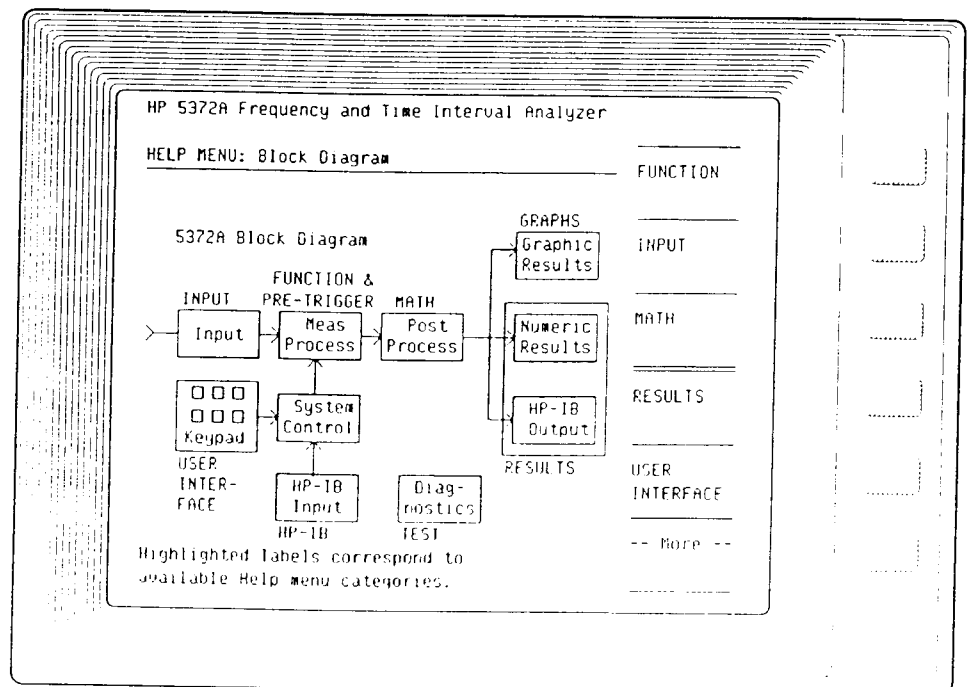 HP 5372A Frequency and Time Interval Analyzer
HELP MENU: Block Diagram
FUNCTION
INPUT
MATH
RESULTS
USER
INTERFACE
-- More --
5372A Block Diagram
GRAPHS
Graphic
Results
INPUT
Input
FUNCTION &
PRE-TRIGGER
Meas
Process
MATH
Post
Process
Numeric
Results
HP-IB
Output
RESULTS
Keypad
USER
INTER-
FACE
System
Control
HP-IB
Input
HP-IB
Diag-
nostics
TEST
Highlighted labels correspond to
available Help menu categories.